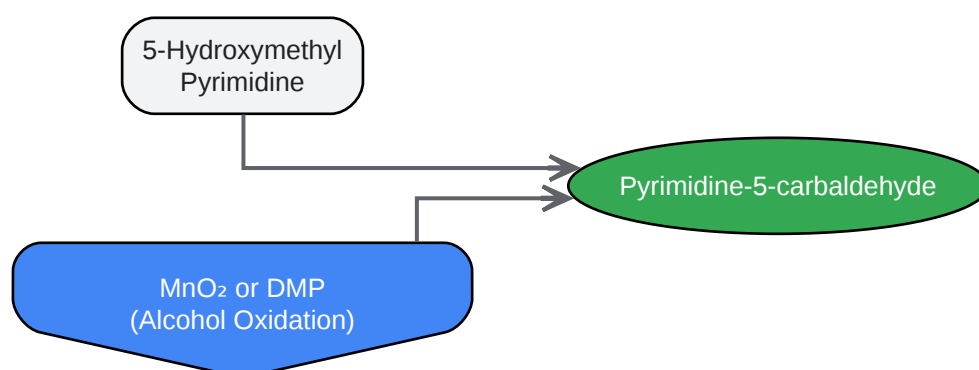 5-Hydroxymethyl
Pyrimidine
Pyrimidine-5-carbaldehyde
MnO₂ or DMP
(Alcohol Oxidation)